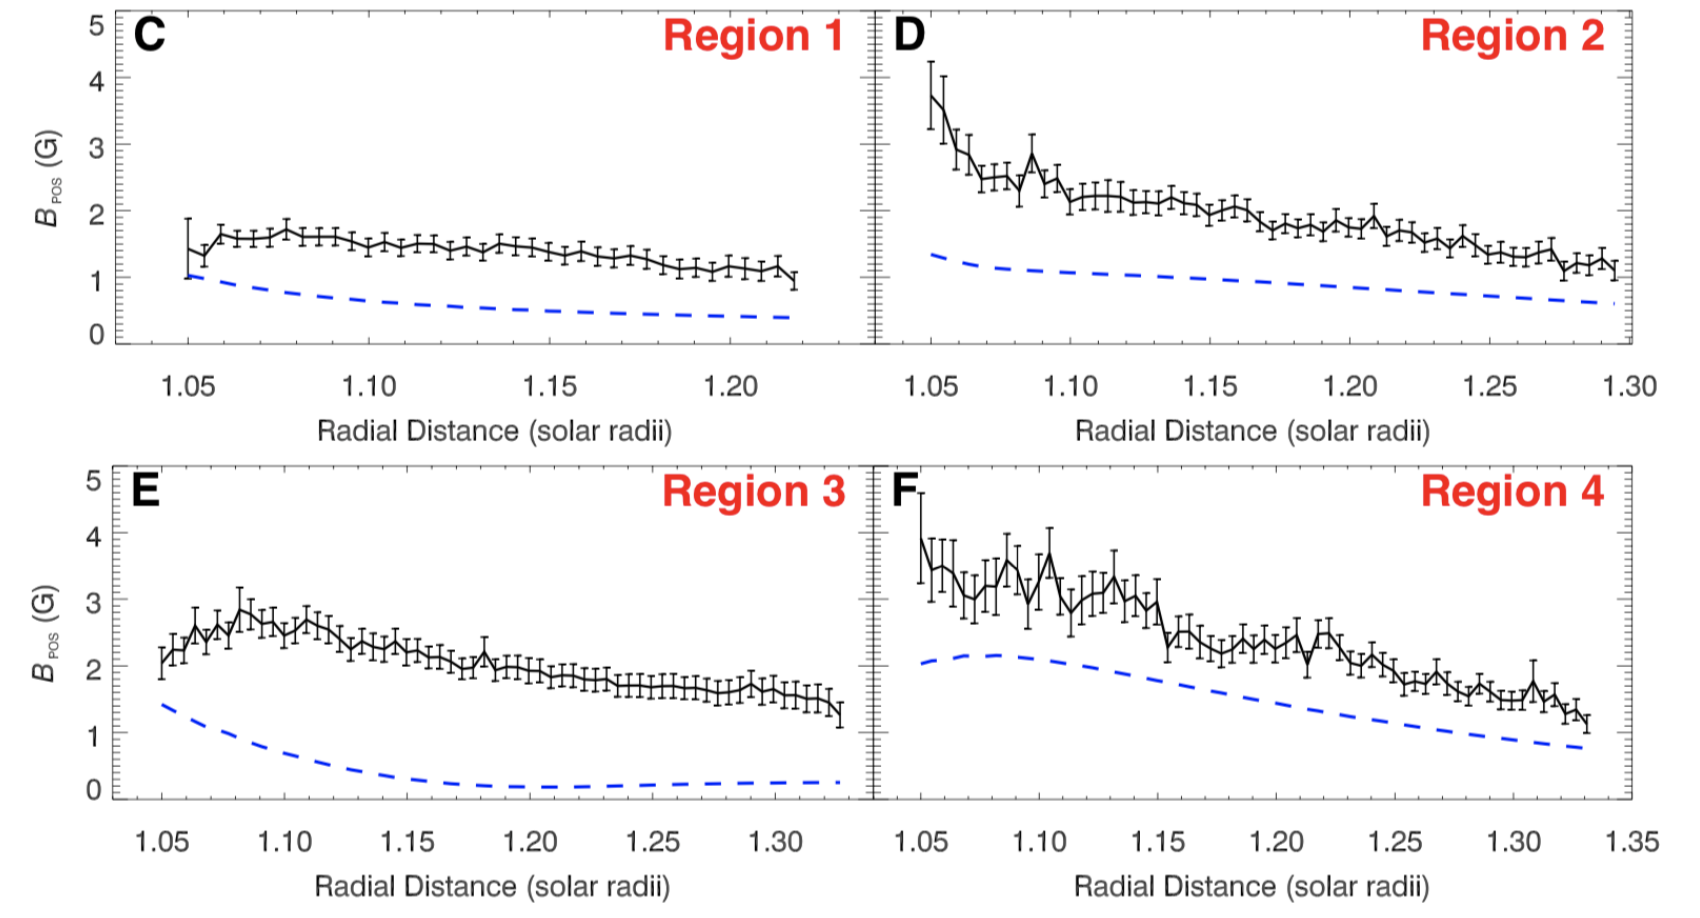 C Region 1
D Region 2
5
4
3
2
1
0
B POS (G)
1.05 1.10 1.15 1.20
1.05 1.10 1.15 1.20 1.25 1.30
Radial Distance (solar radii)
Radial Distance (solar radii)
E Region 3
F Region 4
5
4
3
2
1
0
B POS (G)
1.05 1.10 1.15 1.20 1.25 1.30
1.05 1.10 1.15 1.20 1.25 1.30 1.35
Radial Distance (solar radii)
Radial Distance (solar radii)